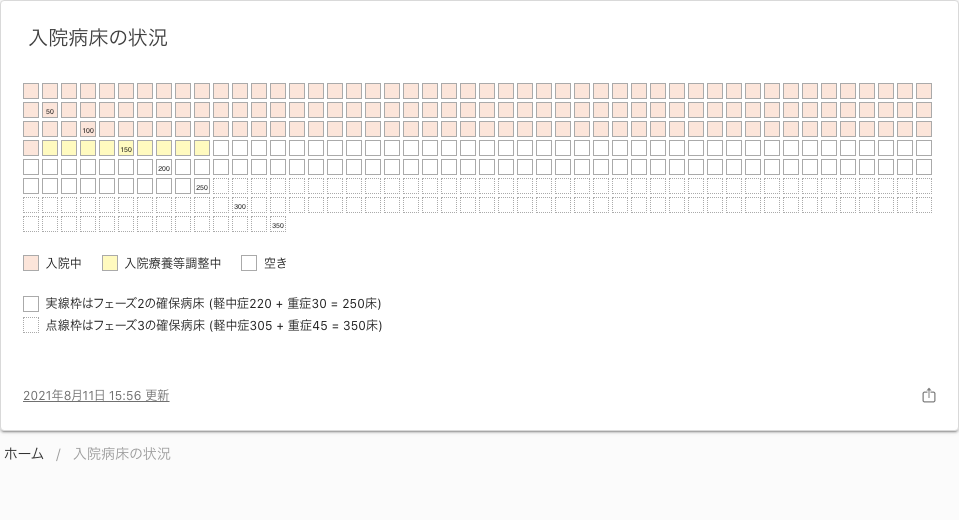 入院病床の状況
50
100
150
200
250
300
350
入院中 入院療養等調整中 空き
実線枠はフェーズ2の確保病床 (軽中症220 + 重症30 = 250床)
点線枠はフェーズ3の確保病床 (軽中症305 + 重症45 = 350床)
2021年8月11日 15:56 更新
ホーム / 入院病床の状況